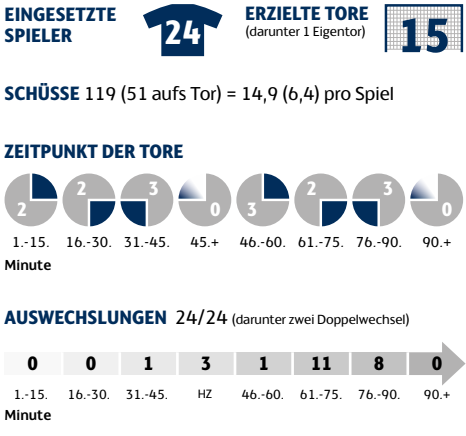 EINGESETZTE
SPIELER
24
ERZIELTE TORE
(darunter 1 Eigentor)
15
SCHÜSSE 119 (51 aufs Tor) = 14,9 (6,4) pro Spiel
ZEITPUNKT DER TORE
2 2 3 0 3 2 3 0
1.-15. 16.-30. 31.-45. 45.+ 46.-60. 61.-75. 76.-90. 90.+
Minute
AUSWECHSLUNGEN 24/24 (darunter zwei Doppelwechsel)
0 0 1 3 1 11 8 0
1.-15. 16.-30. 31.-45. HZ 46.-60. 61.-75. 76.-90. 90.+
Minute